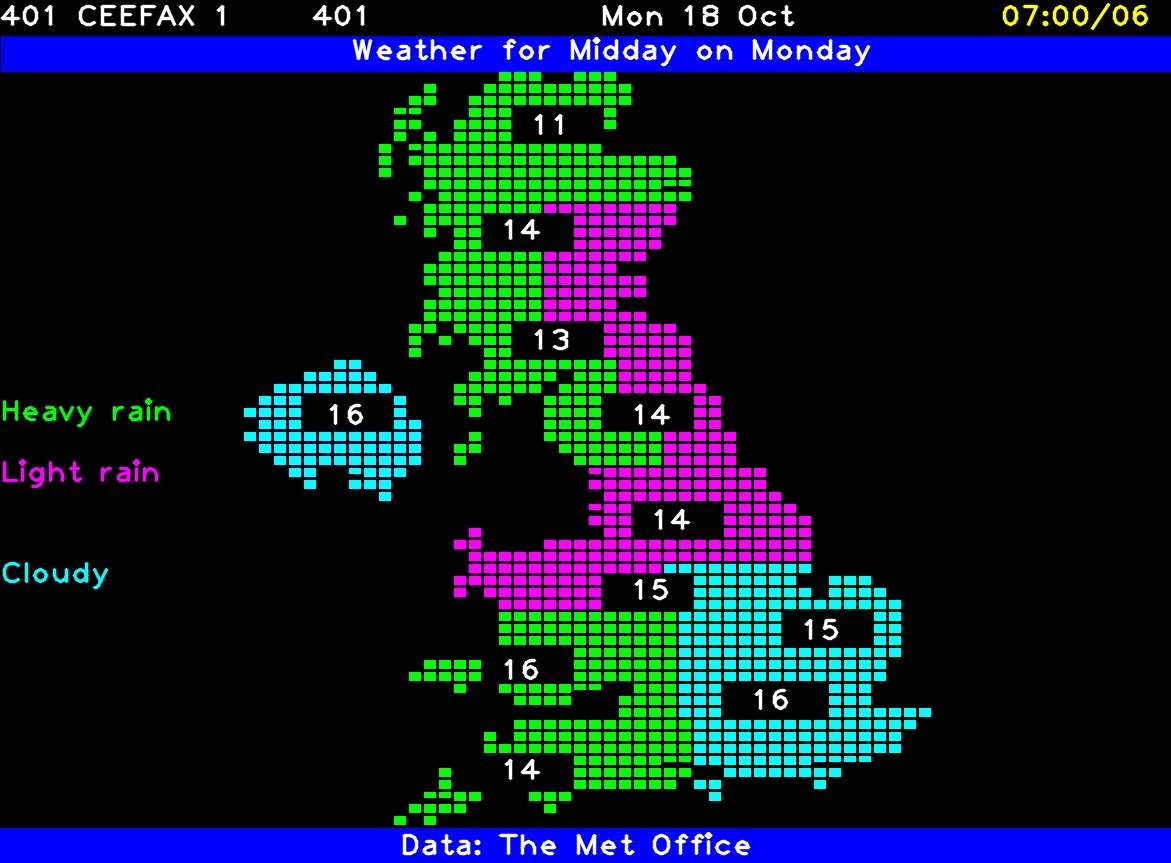 401 CEEFAX 1 401 Mon 18 Oct 07:00/06
Weather for Midday on Monday
11
14
13
Heavy rain 16 14
Light rain
14
Cloudy
15
15
16
16
14
Data: The Met Office